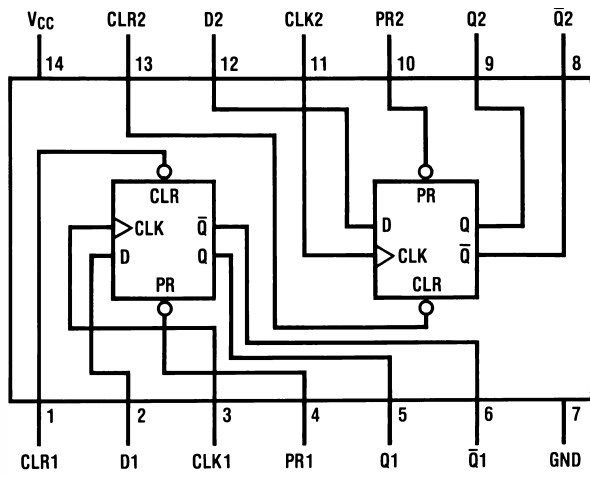 VCC CLR2 D2 CLK2 PR2 Q2 Q̅2
14 13 12 11 10 9 8
CLR PR
CLK Q̅ D Q
D Q CLK Q̅
PR CLR
1 2 3 4 5 6 7
CLR1 D1 CLK1 PR1 Q1 Q̅1 GND